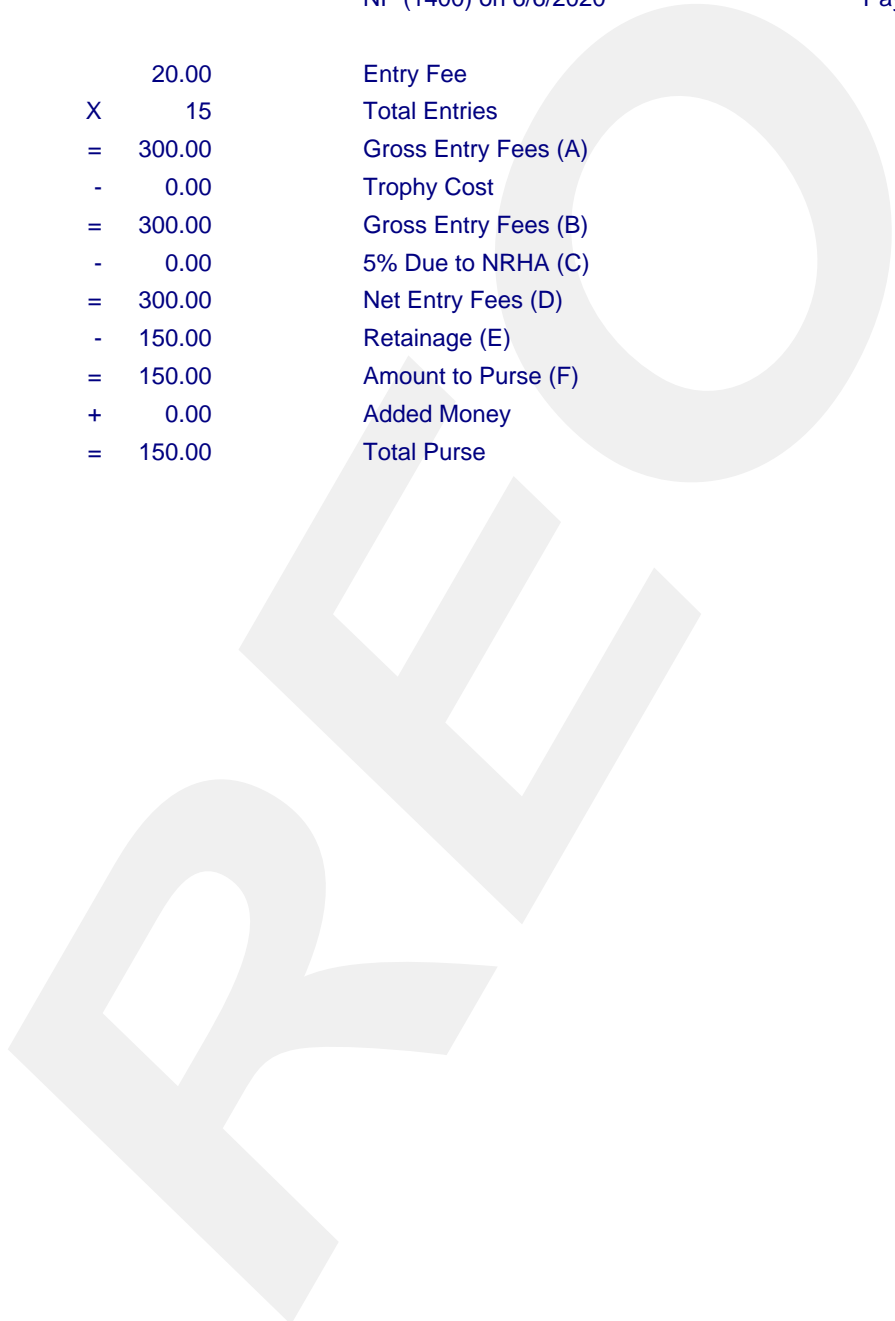 20.00 Entry Fee
X 15 Total Entries
= 300.00 Gross Entry Fees (A)
- 0.00 Trophy Cost
= 300.00 Gross Entry Fees (B)
- 0.00 5% Due to NRHA (C)
= 300.00 Net Entry Fees (D)
- 150.00 Retainage (E)
= 150.00 Amount to Purse (F)
+ 0.00 Added Money
= 150.00 Total Purse
REO